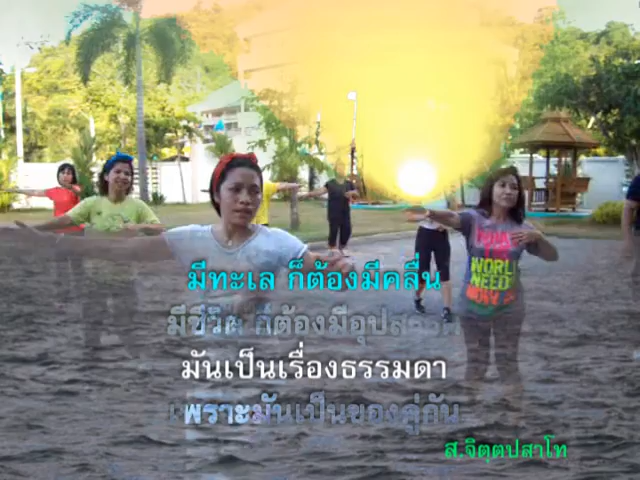 มีทะเล ก็ต้องมีคลื่น
มีชีวิต ก็ต้องมีอุปสรรค
มันเป็นเรื่องธรรมดา
เพราะมันเป็นของคู่กัน
ส.จิตฺตปสาโท
WORL
NEED